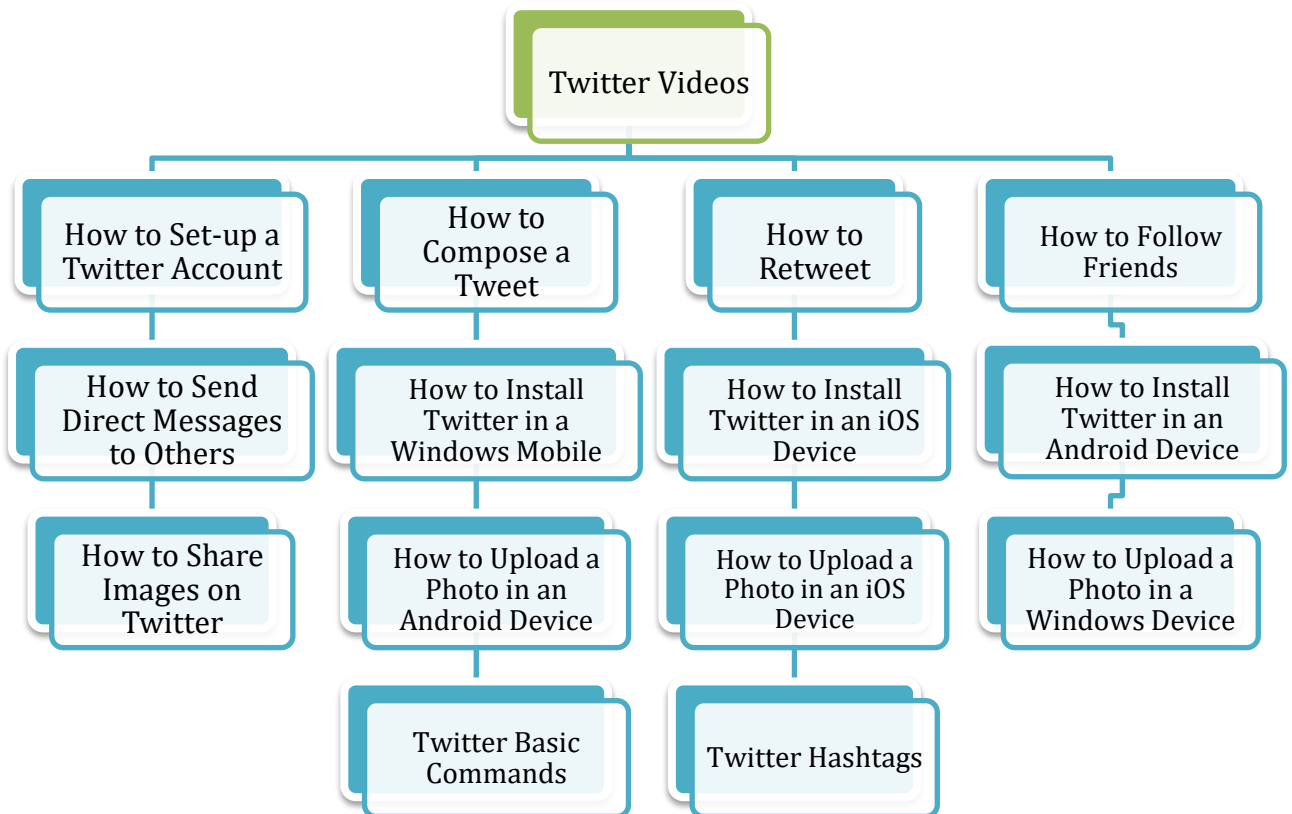 Twitter Videos
How to Set-up a
Twitter Account
How to
Compose a
Tweet
How to
Retweet
How to Follow
Friends
How to Send
Direct Messages
to Others
How to Install
Twitter in a
Windows Mobile
How to Install
Twitter in an iOS
Device
How to Install
Twitter in an
Android Device
How to Share
Images on
Twitter
How to Upload a
Photo in an
Android Device
How to Upload a
Photo in an iOS
Device
How to Upload a
Photo in a
Windows Device
Twitter Basic
Commands
Twitter Hashtags